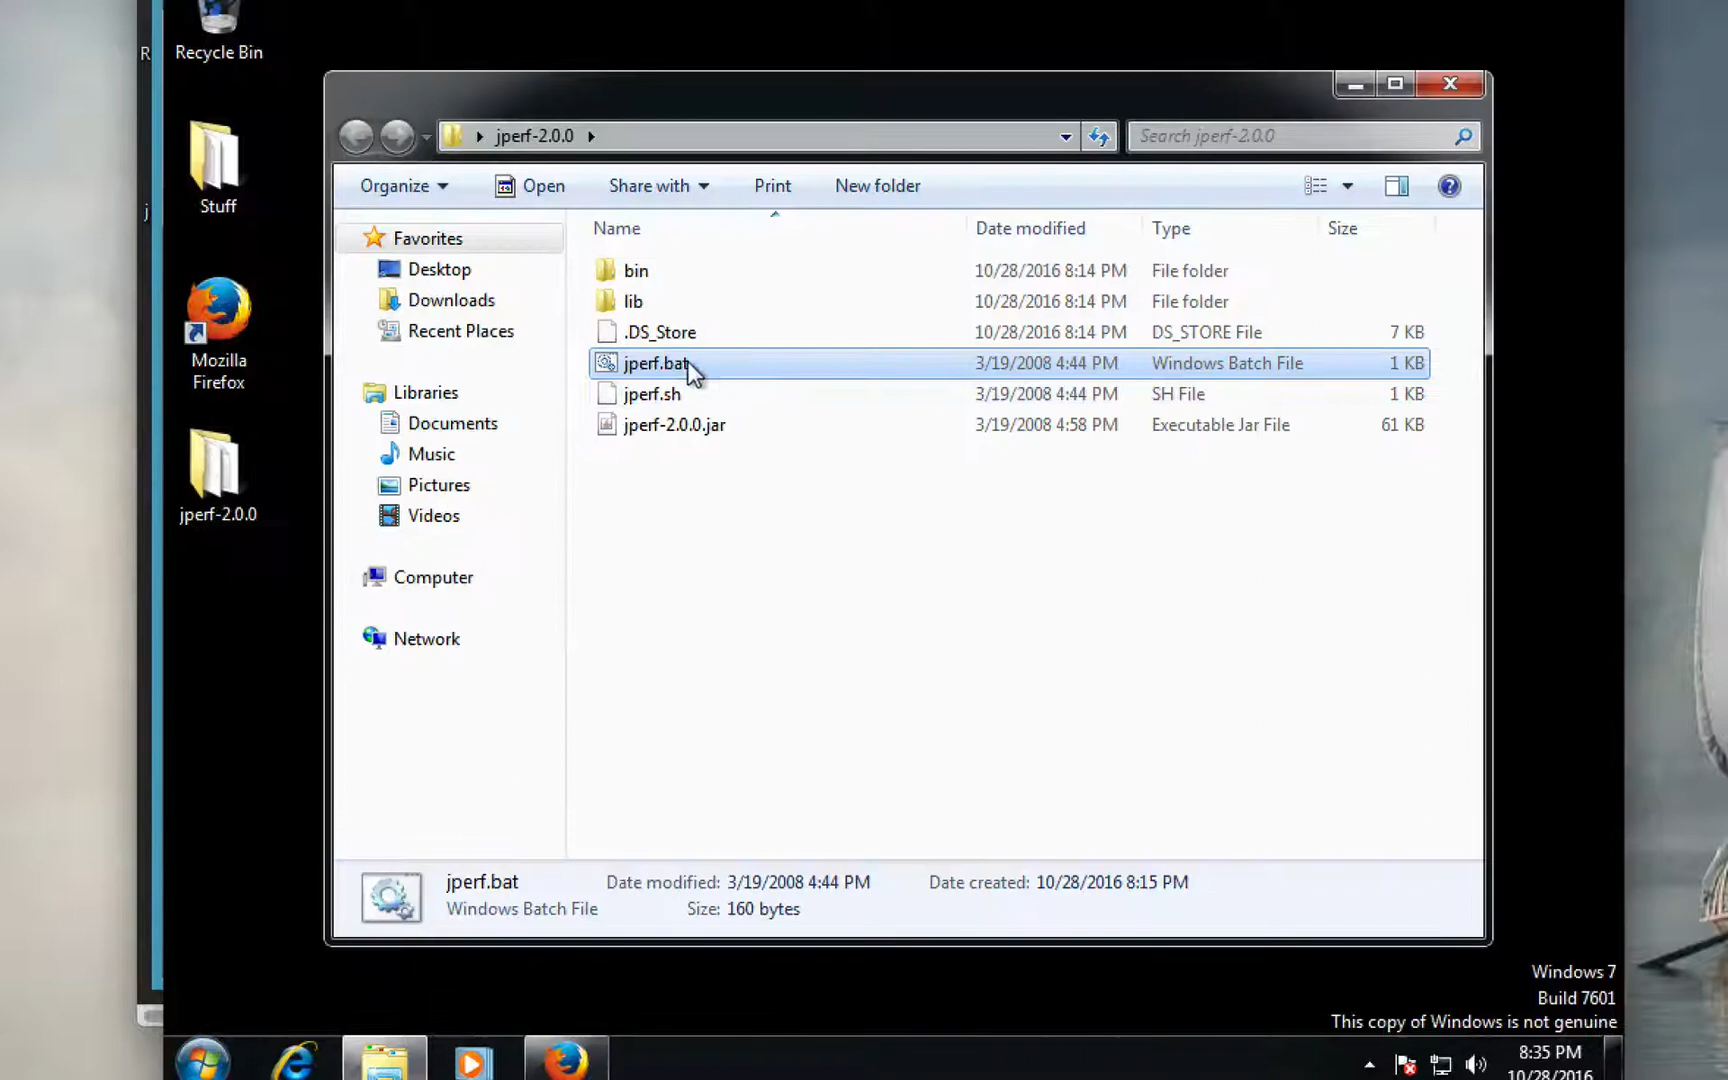 R
Recycle Bin
jperf-2.0.0
Search jperf-2.0.0
Organize
Open
Share with
Print
New folder
Stuff
j
Name
Date modified
Type
Size
Favorites
Desktop
Downloads
Recent Places
bin
10/28/2016 8:14 PM
File folder
lib
10/28/2016 8:14 PM
File folder
.DS_Store
10/28/2016 8:14 PM
DS_STORE File
7 KB
jperf.bat
3/19/2008 4:44 PM
Windows Batch File
1 KB
jperf.sh
3/19/2008 4:44 PM
SH File
1 KB
jperf-2.0.0.jar
3/19/2008 4:58 PM
Executable Jar File
61 KB
Mozilla
Firefox
Libraries
Documents
Music
Pictures
Videos
jperf-2.0.0
Computer
Network
jperf.bat
Date modified: 3/19/2008 4:44 PM
Date created: 10/28/2016 8:15 PM
Windows Batch File
Size: 160 bytes
Windows 7
Build 7601
This copy of Windows is not genuine
8:35 PM
10/28/2016